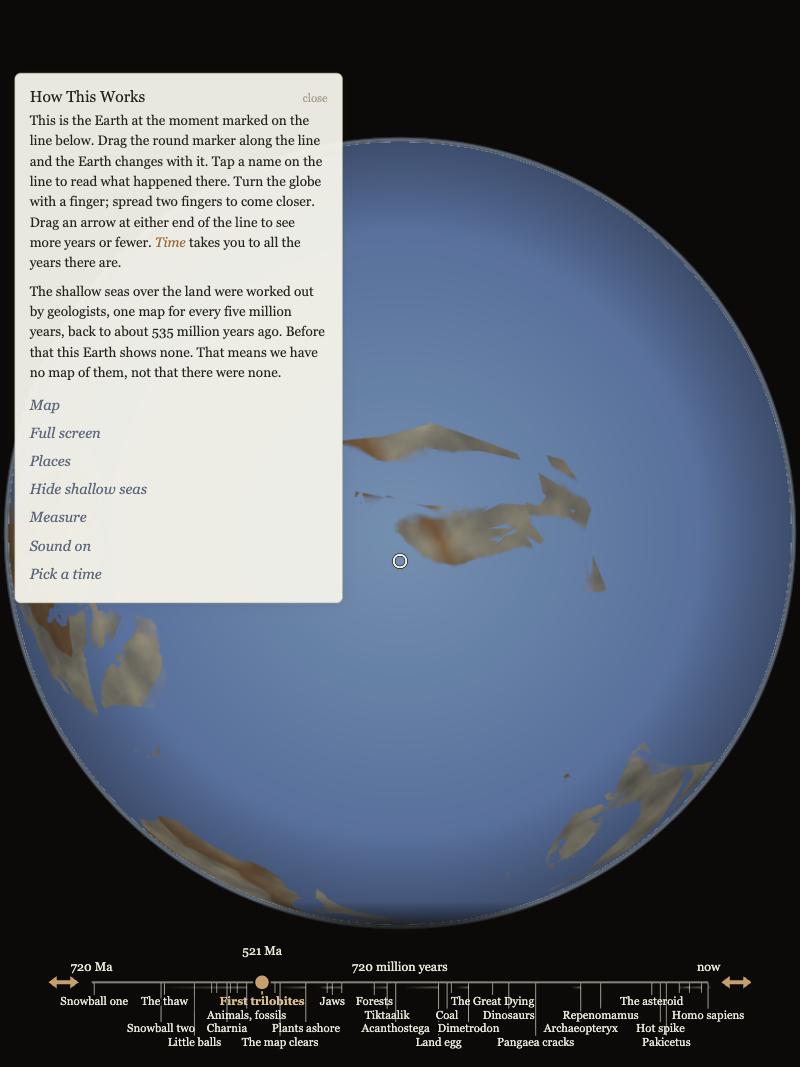 How This Works
close
This is the Earth at the moment marked on the
line below. Drag the round marker along the line
and the Earth changes with it. Tap a name on the
line to read what happened there. Turn the globe
with a finger; spread two fingers to come closer.
Drag an arrow at either end of the line to see
more years or fewer. Time takes you to all the
years there are.
The shallow seas over the land were worked out
by geologists, one map for every five million
years, back to about 535 million years ago. Before
that this Earth shows none. That means we have
no map of them, not that there were none.
Map
Full screen
Places
Hide shallow seas
Measure
Sound on
Pick a time
521 Ma
720 Ma 720 million years now
Snowball one The thaw First trilobites Jaws Forests The Great Dying The asteroid
Animals, fossils Tiktaalik Coal Dinosaurs Repenomamus Homo sapiens
Snowball two Charnia Plants ashore Acanthostega Dimetrodon Archaeopteryx Hot spike
Little balls The map clears Land egg Pangaea cracks Pakicetus